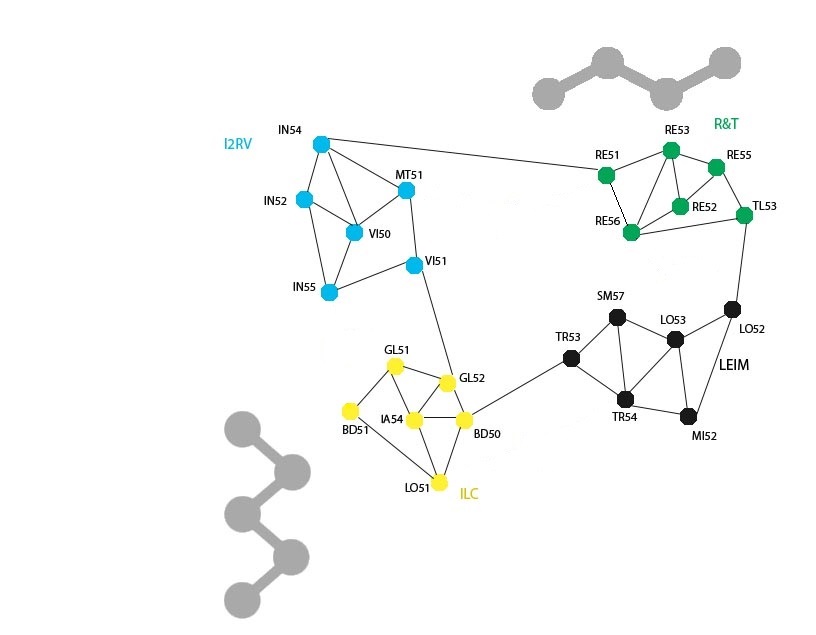 R&T
RE53
IN54
I2RV
RE51
RE55
MT51
IN52
RE52
TL53
RE56
VI50
VI51
IN55
SM57
LO53
LO52
TR53
GL51
LEIM
GL52
IA54
TR54
BD51
BD50
MI52
LO51
ILC